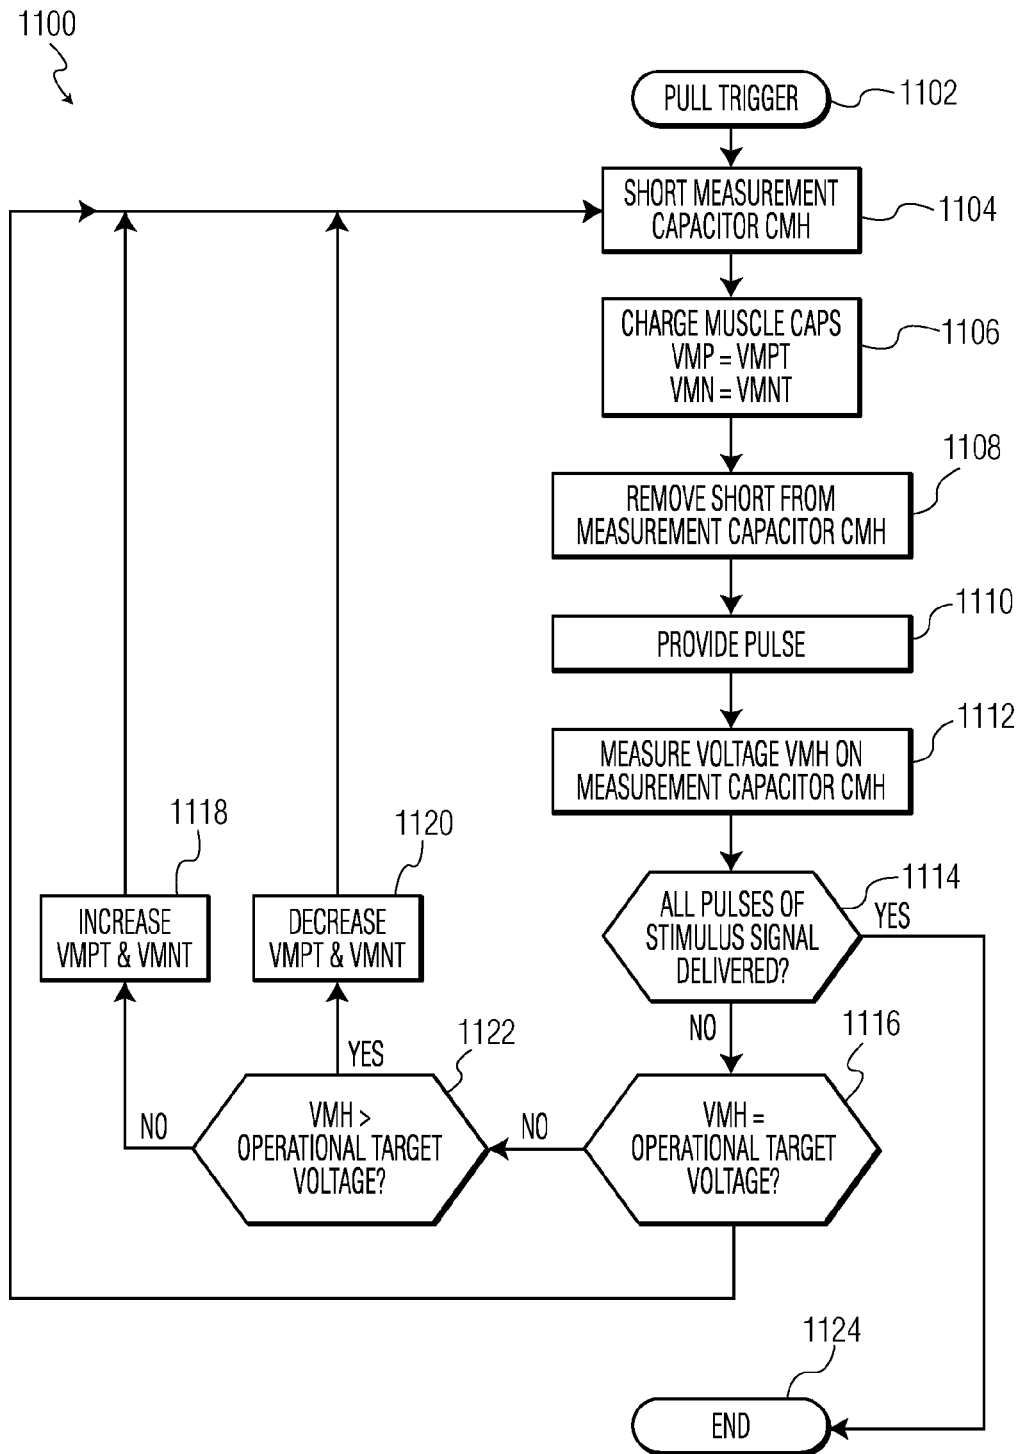 1100
PULL TRIGGER
1102
SHORT MEASUREMENT
CAPACITOR CMH
1104
CHARGE MUSCLE CAPS
VMP = VMPT
VMN = VMNT
1106
1108
REMOVE SHORT FROM
MEASUREMENT CAPACITOR CMH
1110
PROVIDE PULSE
1112
MEASURE VOLTAGE VMH ON
MEASUREMENT CAPACITOR CMH
1114
ALL PULSES OF
STIMULUS SIGNAL
DELIVERED?
YES
NO
1116
VMH =
OPERATIONAL TARGET
VOLTAGE?
NO
1122
VMH >
OPERATIONAL TARGET
VOLTAGE?
YES
NO
1118
INCREASE
VMPT & VMNT
1120
DECREASE
VMPT & VMNT
1124
END